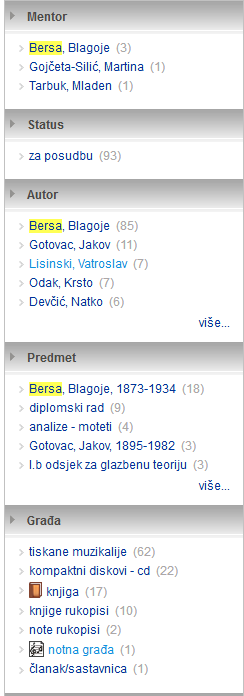 Mentor
Bersa, Blagoje (3)
Gojčeta-Silić, Martina (1)
Tarbuk, Mladen (1)
Status
za posudbu (93)
Autor
Bersa, Blagoje (85)
Gotovac, Jakov (11)
Lisinski, Vatroslav (7)
Odak, Krsto (7)
Devčić, Natko (6)
više...
Predmet
Bersa, Blagoje, 1873-1934 (18)
diplomski rad (9)
analize - moteti (4)
Gotovac, Jakov, 1895-1982 (3)
I.b odsjek za glazbenu teoriju (3)
više...
Građa
tiskane muzikalije (62)
kompaktni diskovi - cd (22)
knjiga (17)
knjige rukopisi (10)
note rukopisi (2)
notna građa (1)
članak/sastavnica (1)